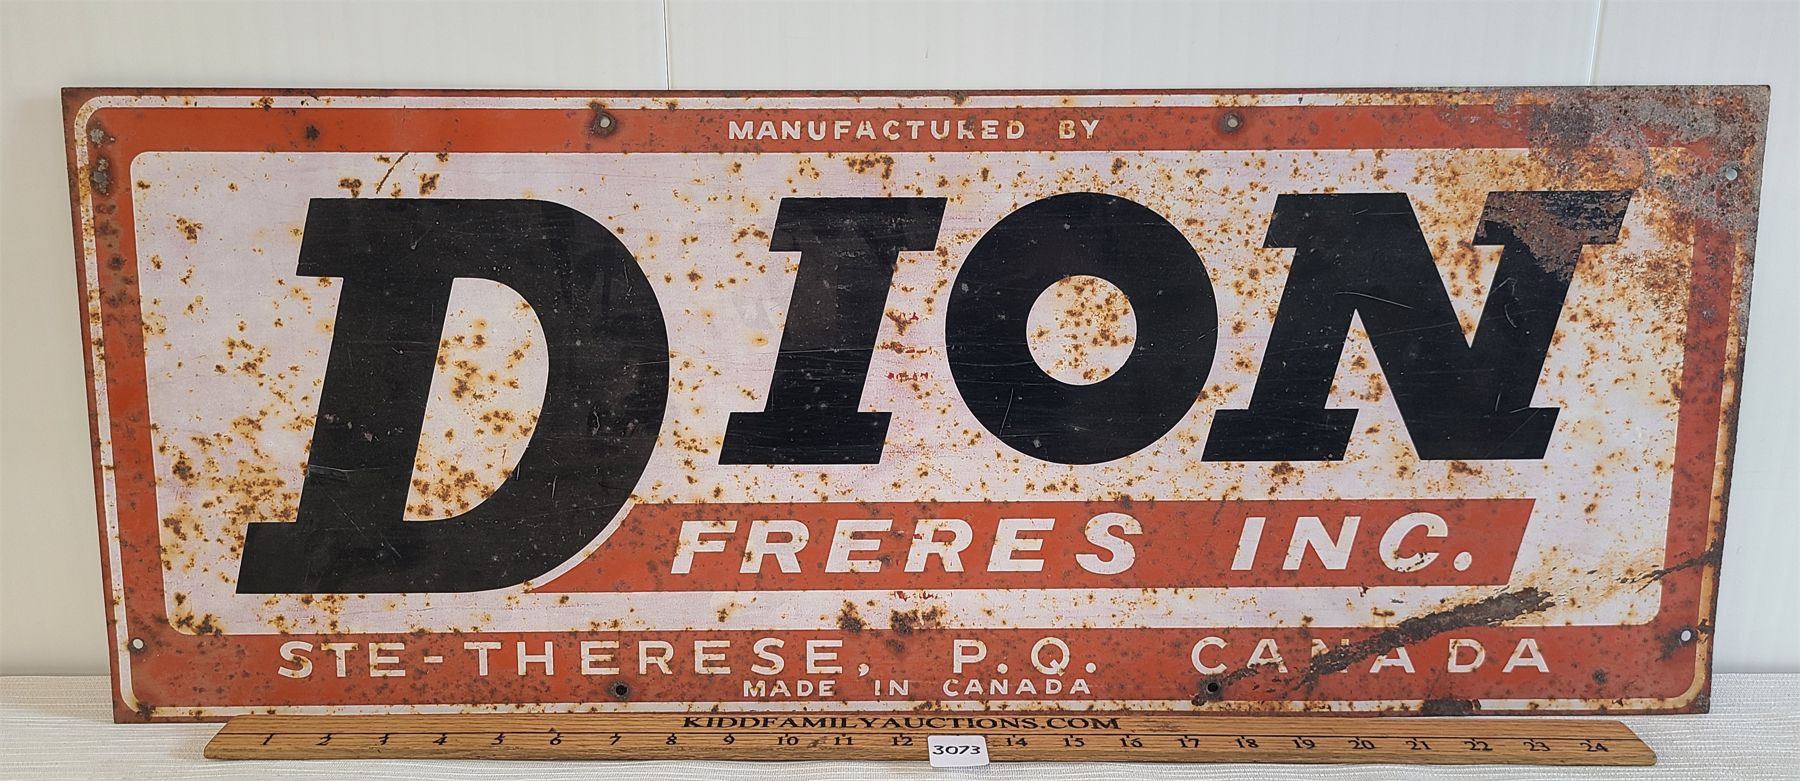 MANUFACTURED BY
DION
FRERES INC.
STE-THERESE, P.Q. CANADA
MADE IN CANADA
KIDDFAMILYAUCTIONS.COM
1 2 3 4 5 6 7 8 9 10 11 12 3073 14 15 16 17 18 19 20 21 22 23 24